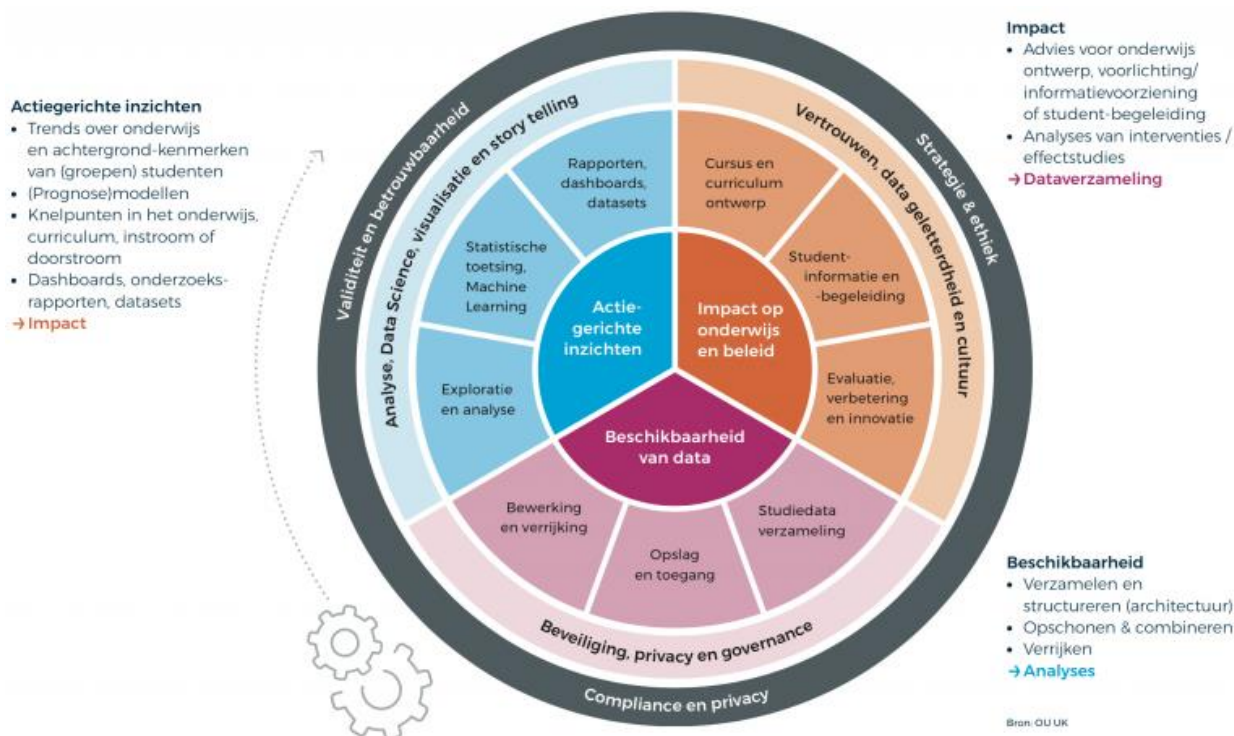 Actiegerichte inzichten
• Trends over onderwijs
en achtergrond-kenmerken
van (groepen) studenten
• (Prognose)modellen
• Knelpunten in het onderwijs,
curriculum, instroom of
doorstroom
• Dashboards, onderzoeks-
rapporten, datasets
→ Impact
Validiteit en betrouwbaarheid
Analyse, Data Science, visualisatie en story telling
Rapporten,
dashboards,
datasets
Statistische
toetsing,
Machine
Learning
Exploratie
en analyse
Actie-
gerichte
inzichten
Strategie & ethiek
Vertrouwen, data geletterdheid en cultuur
Cursus en
curriculum
ontwerp
Student-
informatie en
-begeleiding
Evaluatie,
verbetering
en innovatie
Impact op
onderwijs
en beleid
Beschikbaarheid
van data
Bewerking
en verrijking
Opslag
en toegang
Studiedata
verzameling
Beveiliging, privacy en governance
Compliance en privacy
Impact
• Advies voor onderwijs
ontwerp, voorlichting/
informatievoorziening
of student-begeleiding
• Analyses van interventies /
effectstudies
→ Dataverzameling
Beschikbaarheid
• Verzamelen en
structureren (architectuur)
• Opschonen & combineren
• Verrijken
→ Analyses
Bron: OU UK